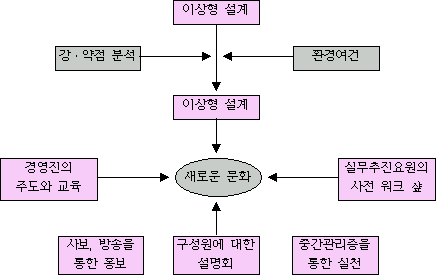 이상형 설계
강·약점 분석
환경여건
이상형 설계
경영진의
주도와 교육
새로운 문화
실무추진요원의
사전 워크 샾
사보, 방송을
통한 홍보
구성원에 대한
설명회
중간관리층을
통한 실천